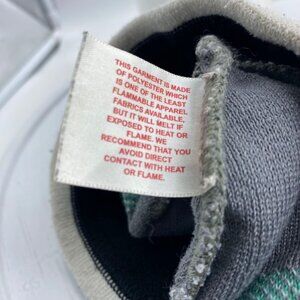 THIS GARMENT IS MADE
OF POLYESTER WHICH
IS ONE OF THE LEAST
FLAMMABLE APPAREL
FABRICS AVAILABLE,
BUT IT WILL MELT IF
EXPOSED TO HEAT OR
FLAME. WE
RECOMMEND THAT YOU
AVOID DIRECT
CONTACT WITH HEAT
OR FLAME.